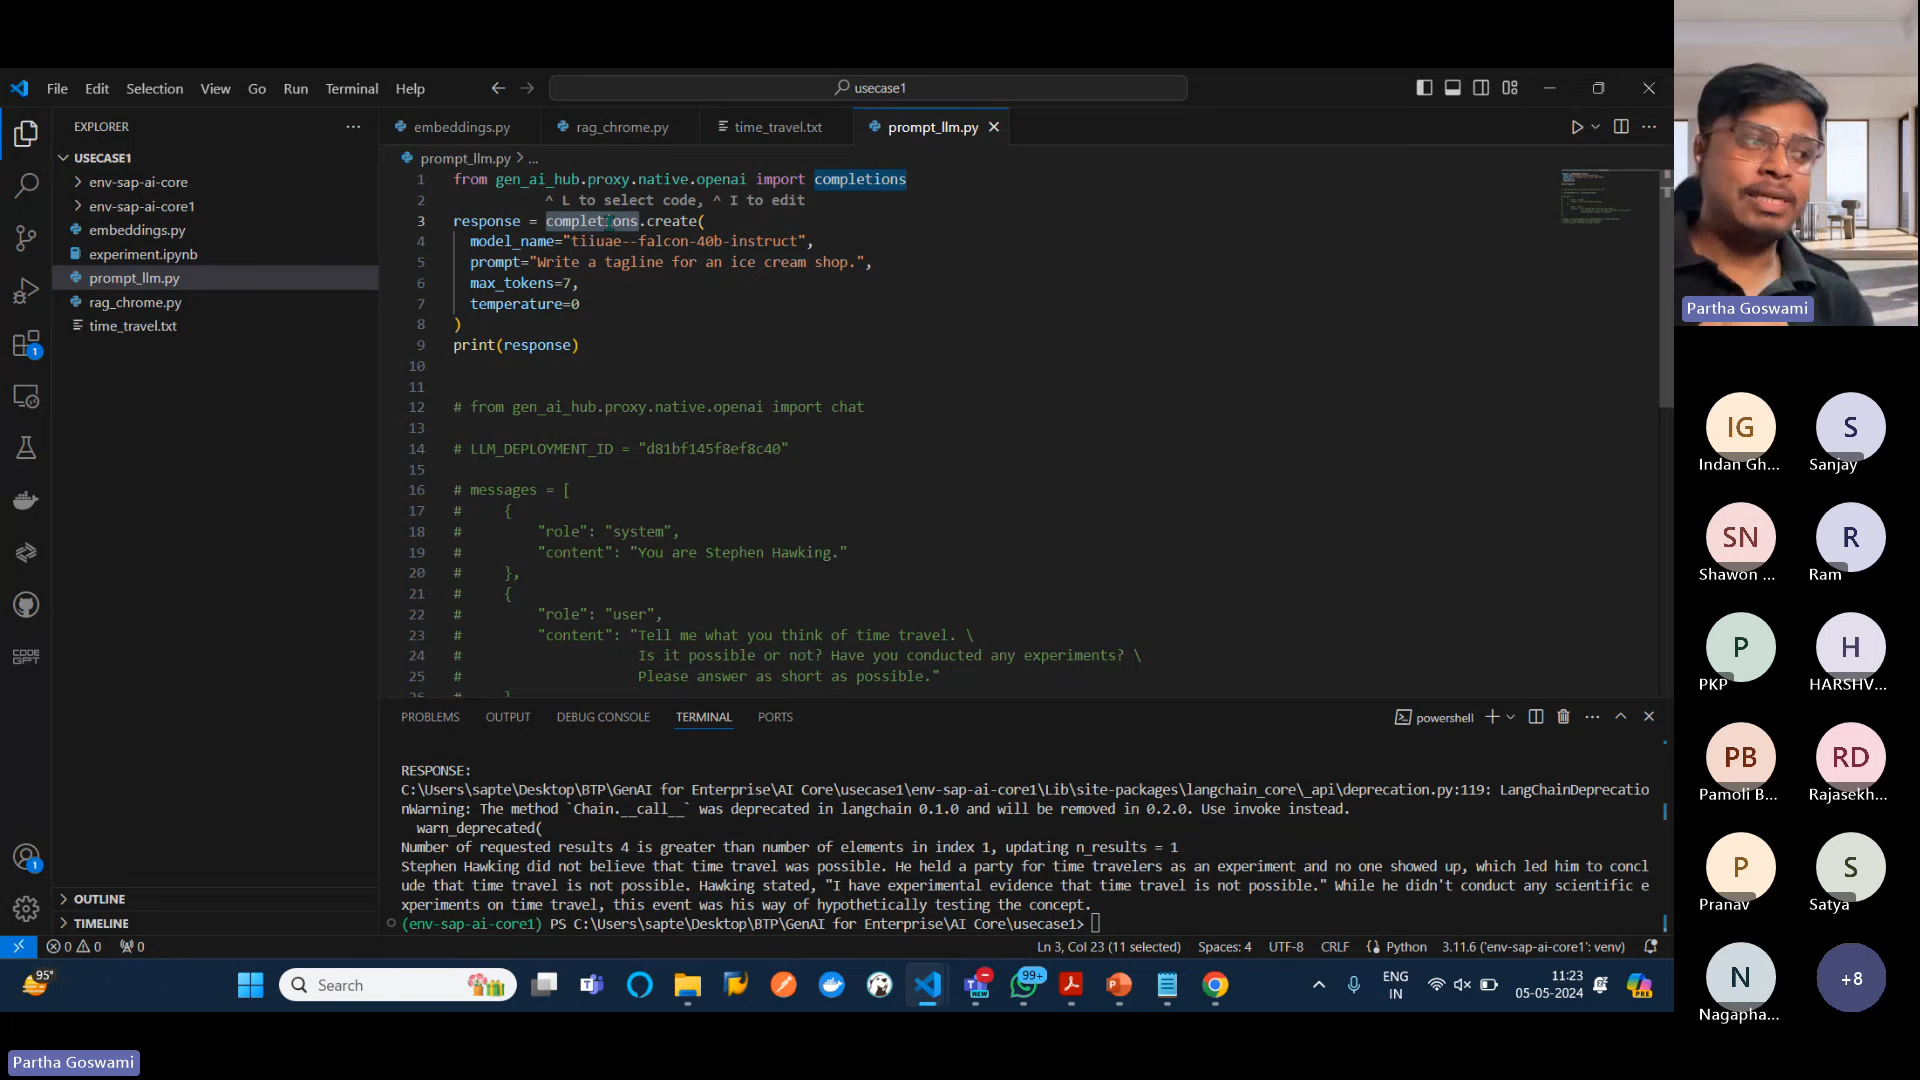 File Edit Selection View Go Run Terminal Help
usecase1
EXPLORER
USECASE1
env-sap-ai-core
env-sap-ai-core1
embeddings.py
experiment.ipynb
prompt_llm.py
rag_chrome.py
time_travel.txt
OUTLINE
TIMELINE
1
CODE
GPT
1
embeddings.py rag_chrome.py time_travel.txt prompt_llm.py
prompt_llm.py > ...
1 from gen_ai_hub.proxy.native.openai import completions
2 ^ L to select code, ^ I to edit
3 response = completions.create(
4 model_name="tiiuae--falcon-40b-instruct",
5 prompt="Write a tagline for an ice cream shop.",
6 max_tokens=7,
7 temperature=0
8 )
9 print(response)
10
11
12 # from gen_ai_hub.proxy.native.openai import chat
13
14 # LLM_DEPLOYMENT_ID = "d81bf145f8ef8c40"
15
16 # messages = [
17 # {
18 # "role": "system",
19 # "content": "You are Stephen Hawking."
20 # },
21 # {
22 # "role": "user",
23 # "content": "Tell me what you think of time travel. \
24 # Is it possible or not? Have you conducted any experiments? \
25 # Please answer as short as possible."
26 # }
PROBLEMS OUTPUT DEBUG CONSOLE TERMINAL PORTS
powershell
RESPONSE:
C:\Users\sapte\Desktop\BTP\GenAI for Enterprise\AI Core\usecase1\env-sap-ai-core1\Lib\site-packages\langchain_core\_api\deprecation.py:119: LangChainDeprecatio
nWarning: The method `Chain.__call__` was deprecated in langchain 0.1.0 and will be removed in 0.2.0. Use invoke instead.
warn_deprecated(
Number of requested results 4 is greater than number of elements in index 1, updating n_results = 1
Stephen Hawking did not believe that time travel was possible. He held a party for time travelers as an experiment and no one showed up, which led him to concl
ude that time travel is not possible. Hawking stated, "I have experimental evidence that time travel is not possible." While he didn't conduct any scientific e
xperiments on time travel, this event was his way of hypothetically testing the concept.
(env-sap-ai-core1) PS C:\Users\sapte\Desktop\BTP\GenAI for Enterprise\AI Core\usecase1>
0 0 0
Ln 3, Col 23 (11 selected) Spaces: 4 UTF-8 CRLF Python 3.11.6 ('env-sap-ai-core1': venv)
95°
Search
NEW
99+
ENG
IN
11:23
05-05-2024
PRE
Partha Goswami
Partha Goswami
IG
Indan Gh...
S
Sanjay
SN
Shawon ...
R
Ram
P
PKP
H
HARSHV...
PB
Pamoli B...
RD
Rajasekh...
P
Pranav
S
Satya
N
Nagapha...
+8